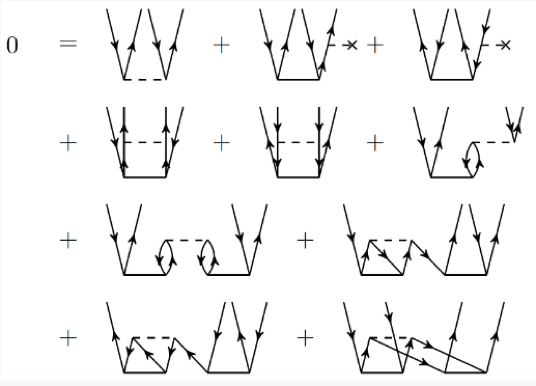 0 = + +
+ + +
+ +
+ +